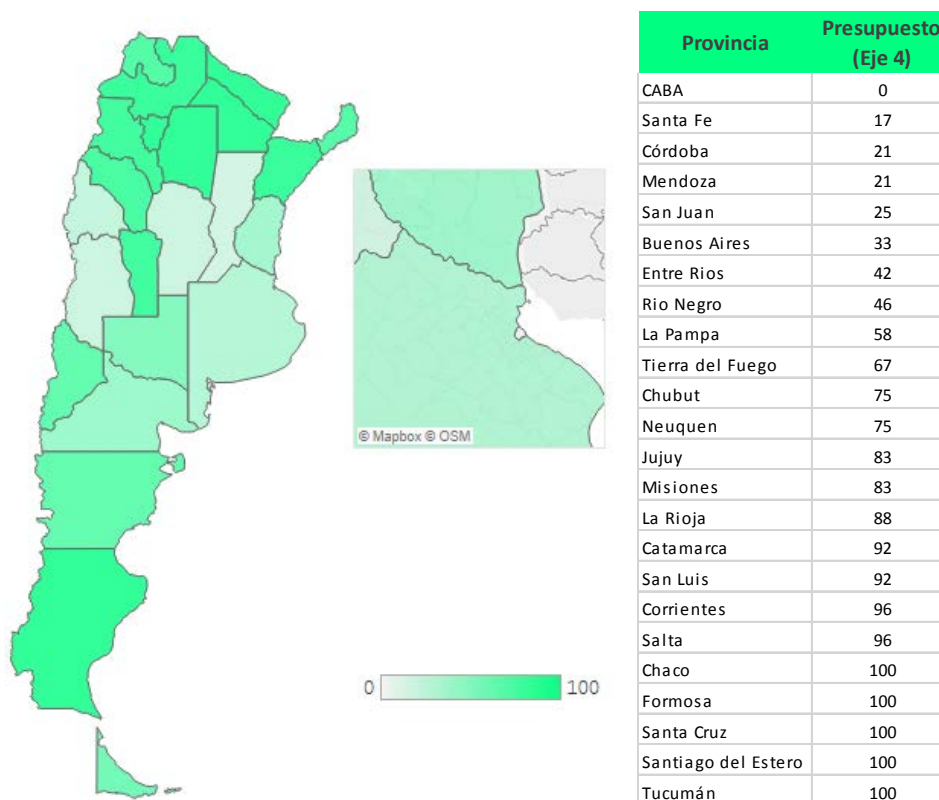 Provincia Presupuesto (Eje 4)
CABA 0
Santa Fe 17
Córdoba 21
Mendoza 21
San Juan 25
Buenos Aires 33
Entre Rios 42
Rio Negro 46
La Pampa 58
Tierra del Fuego 67
Chubut 75
Neuquen 75
Jujuy 83
Misiones 83
La Rioja 88
Catamarca 92
San Luis 92
Corrientes 96
Salta 96
Chaco 100
Formosa 100
Santa Cruz 100
Santiago del Estero 100
Tucumán 100
© Mapbox © OSM
0 100